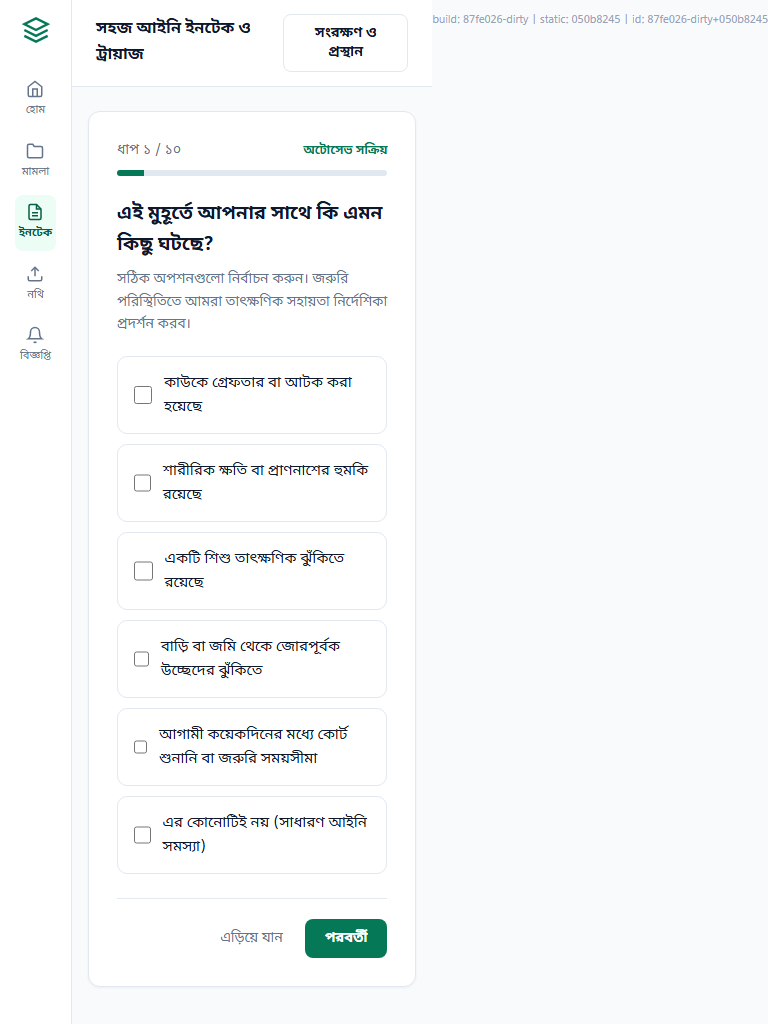 সহজ আইনি ইনটেক ও
ট্রায়াজ
সংরক্ষণ ও
প্রস্থান
build: 87fe026-dirty | static: 050b8245 | id: 87fe026-dirty+050b8245
হোম
মামলা
ইনটেক
নথি
বিজ্ঞপ্তি
ধাপ ১ / ১০
অটোসেভ সক্রিয়
এই মুহূর্তে আপনার সাথে কি এমন
কিছু ঘটছে?
সঠিক অপশনগুলো নির্বাচন করুন। জরুরি
পরিস্থিতিতে আমরা তাৎক্ষণিক সহায়তা নির্দেশিকা
প্রদর্শন করব।
কাউকে গ্রেফতার বা আটক করা
হয়েছে
শারীরিক ক্ষতি বা প্রাণনাশের হুমকি
রয়েছে
একটি শিশু তাৎক্ষণিক ঝুঁকিতে
রয়েছে
বাড়ি বা জমি থেকে জোরপূর্বক
উচ্ছেদের ঝুঁকিতে
আগামী কয়েকদিনের মধ্যে কোর্ট
শুনানি বা জরুরি সময়সীমা
এর কোনোটিই নয় (সাধারণ আইনি
সমস্যা)
এড়িয়ে যান
পরবর্তী